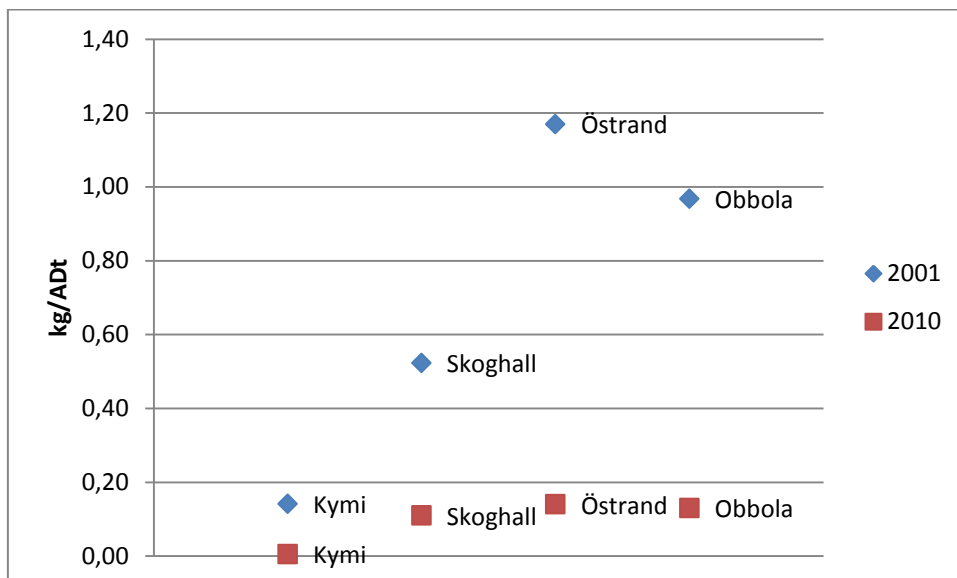 1,40
1,20
1,00
0,80
0,60
0,40
0,20
0,00
kg/ADt
Östrand
Obbola
Skoghall
Kymi
Skoghall
Östrand
Obbola
Kymi
2001
2010